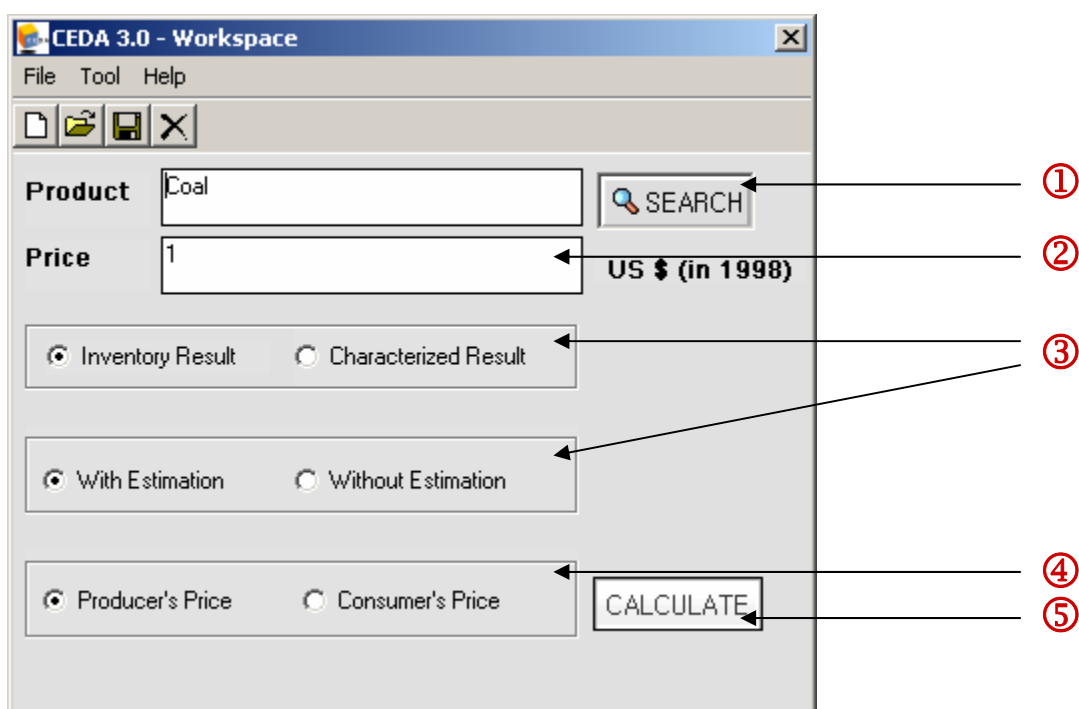 CEDA 3.0 - Workspace
File Tool Help
Product Coal SEARCH ①
Price 1 US $ (in 1998) ②
Inventory Result Characterized Result ③
With Estimation Without Estimation
Producer's Price Consumer's Price ④
CALCULATE ⑤